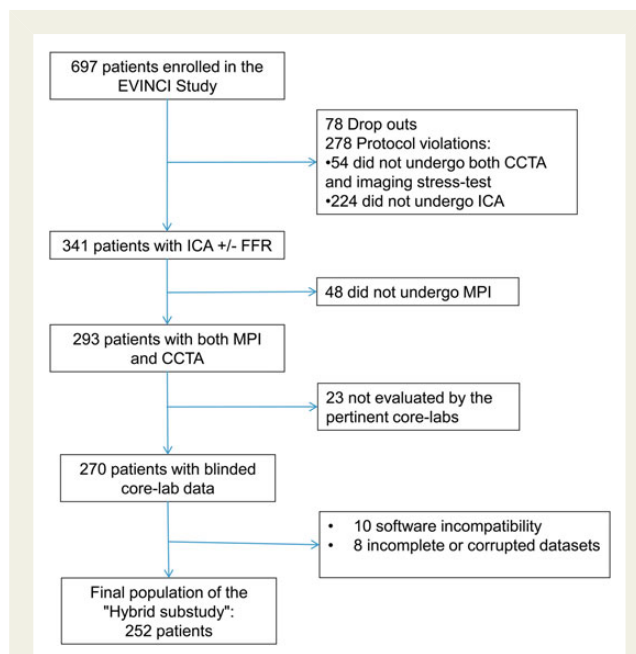 697 patients enrolled in the
EVINCI Study
78 Drop outs
278 Protocol violations:
•54 did not undergo both CCTA
and imaging stress-test
•224 did not undergo ICA
341 patients with ICA +/- FFR
48 did not undergo MPI
293 patients with both MPI
and CCTA
23 not evaluated by the
pertinent core-labs
270 patients with blinded
core-lab data
• 10 software incompatibility
• 8 incomplete or corrupted datasets
Final population of the
"Hybrid substudy":
252 patients